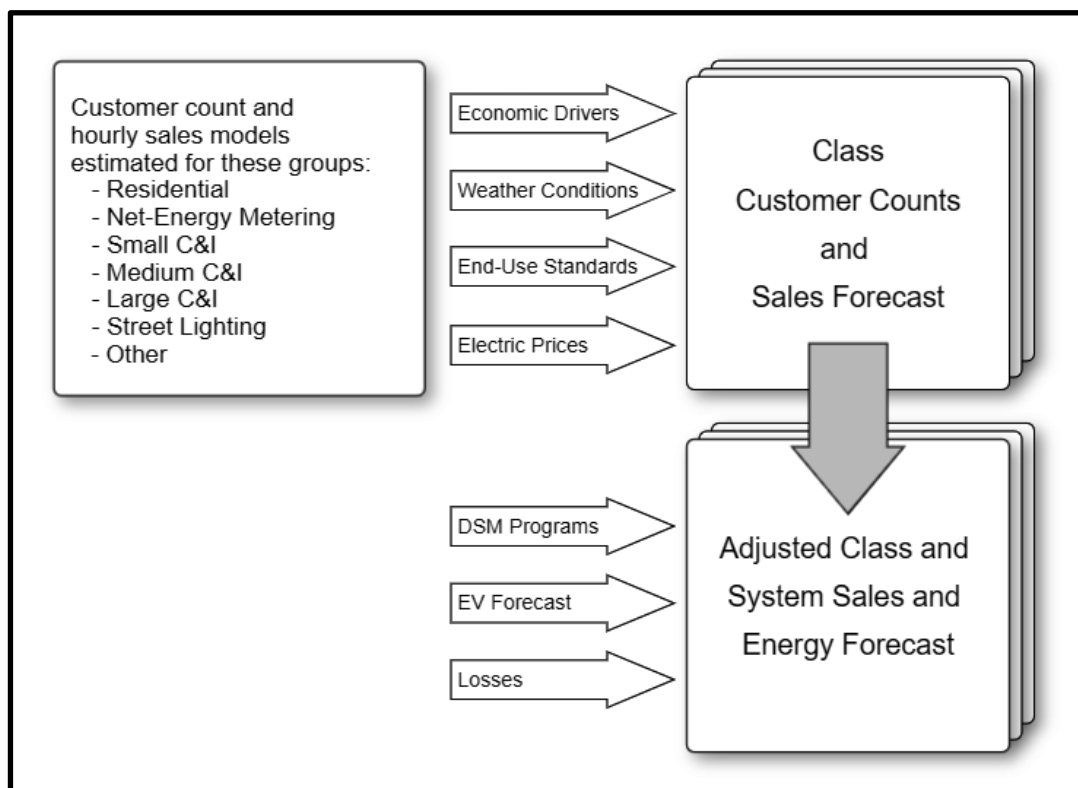 Customer count and
hourly sales models
estimated for these groups:
- Residential
- Net-Energy Metering
- Small C&I
- Medium C&I
- Large C&I
- Street Lighting
- Other
Economic Drivers
Weather Conditions
End-Use Standards
Electric Prices
Class
Customer Counts
and
Sales Forecast
DSM Programs
EV Forecast
Losses
Adjusted Class and
System Sales and
Energy Forecast